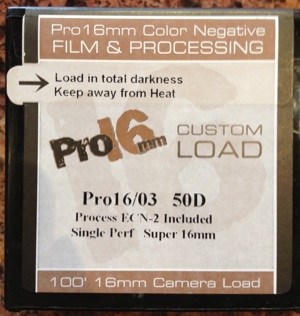 Pro16mm Color Negative
FILM & PROCESSING
Load in total darkness
Keep away from Heat
Pro16mm
CUSTOM
LOAD
Pro16/03 50D
Process ECN-2 Included
Single Perf Super 16mm
100' 16mm Camera Load